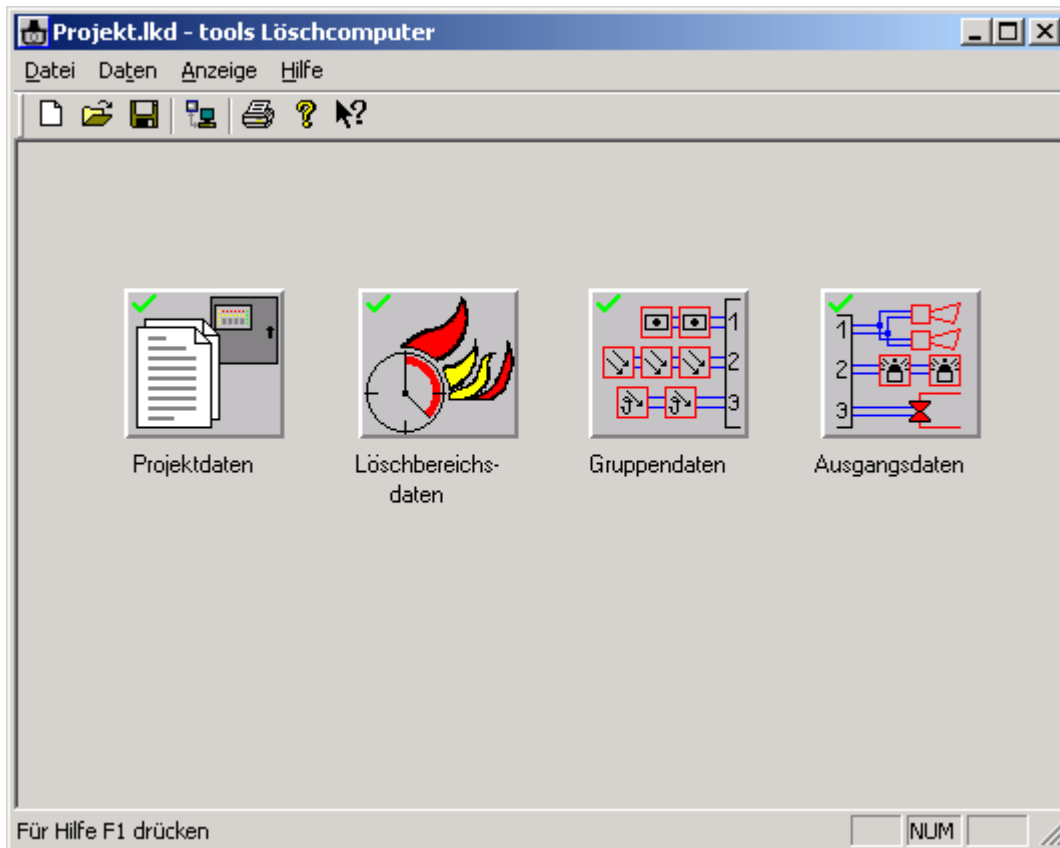 Projekt.lkd - tools Löschcomputer
Datei Daten Anzeige Hilfe
1
2
3
1
2
3
Projektdaten
Löschbereichs-
daten
Gruppendaten
Ausgangsdaten
Für Hilfe F1 drücken
NUM